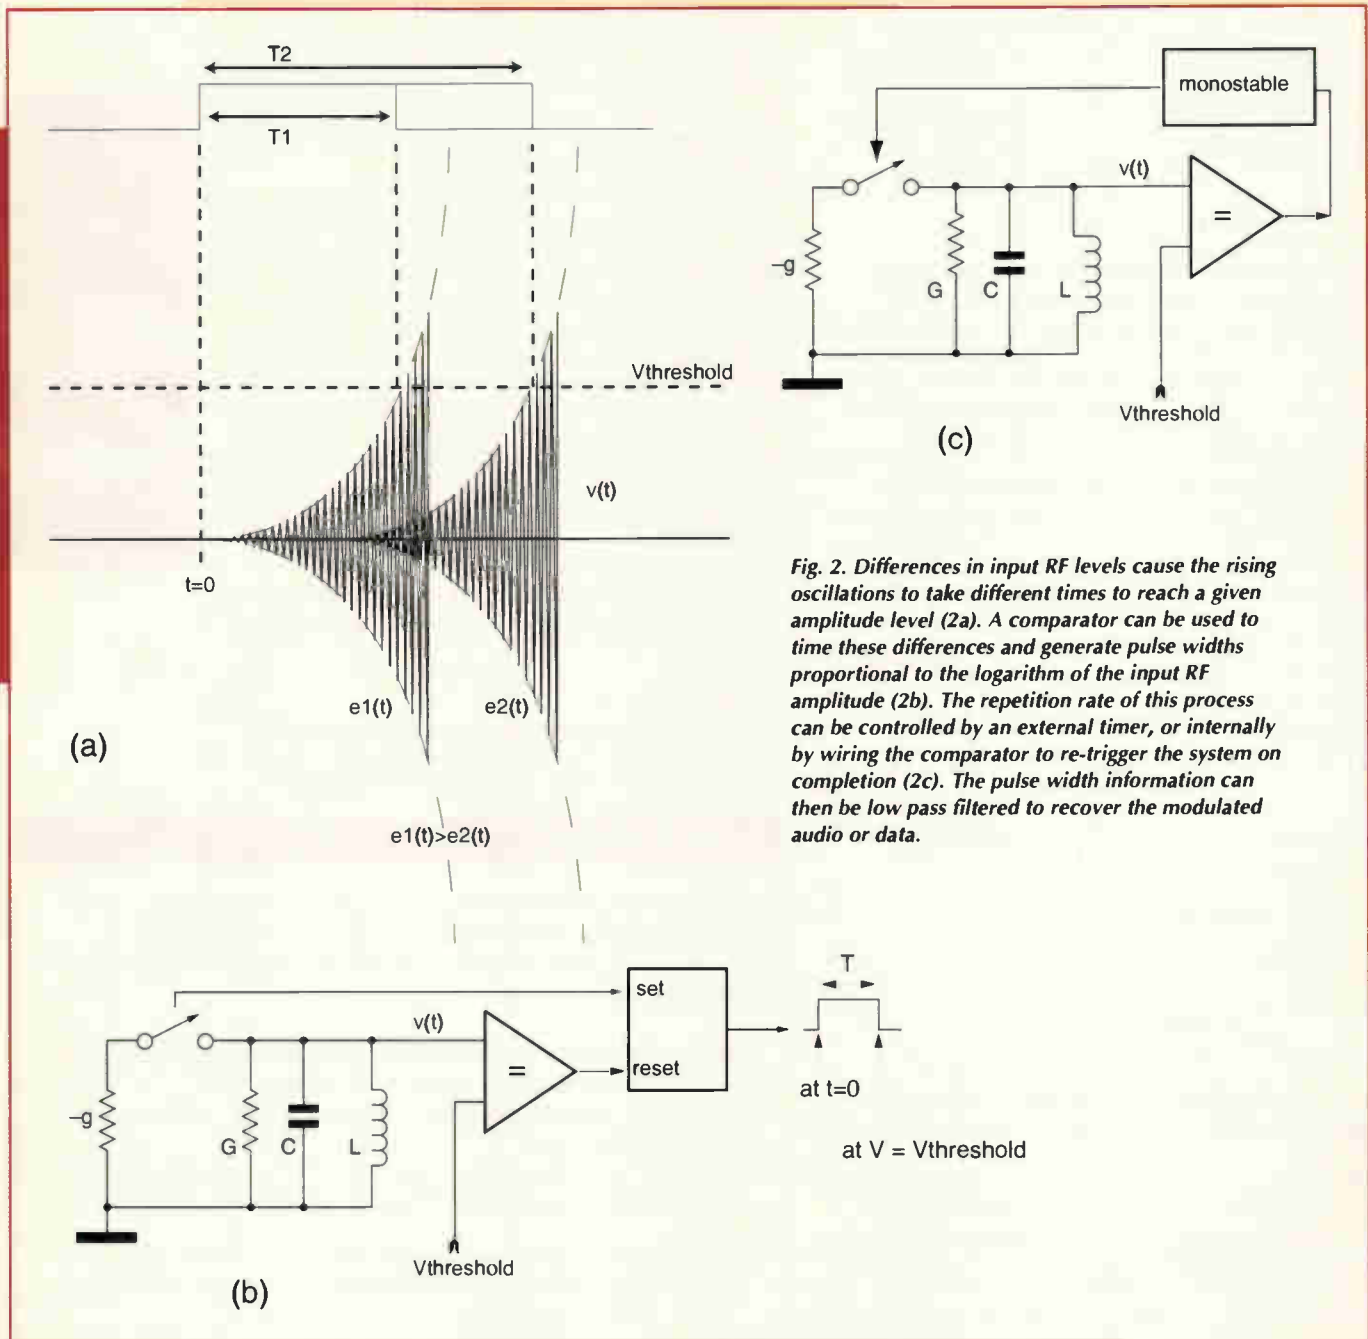 T2
T1
Vthreshold
v(t)
t=0
e1(t)
e2(t)
(a)
e1(t)>e2(t)
monostable
v(t)
=
–g
G
C
L
Vthreshold
(c)
Fig. 2. Differences in input RF levels cause the rising
oscillations to take different times to reach a given
amplitude level (2a). A comparator can be used to
time these differences and generate pulse widths
proportional to the logarithm of the input RF
amplitude (2b). The repetition rate of this process
can be controlled by an external timer, or internally
by wiring the comparator to re-trigger the system on
completion (2c). The pulse width information can
then be low pass filtered to recover the modulated
audio or data.
set
reset
v(t)
=
–g
G
C
L
Vthreshold
(b)
T
at t=0
at V = Vthreshold